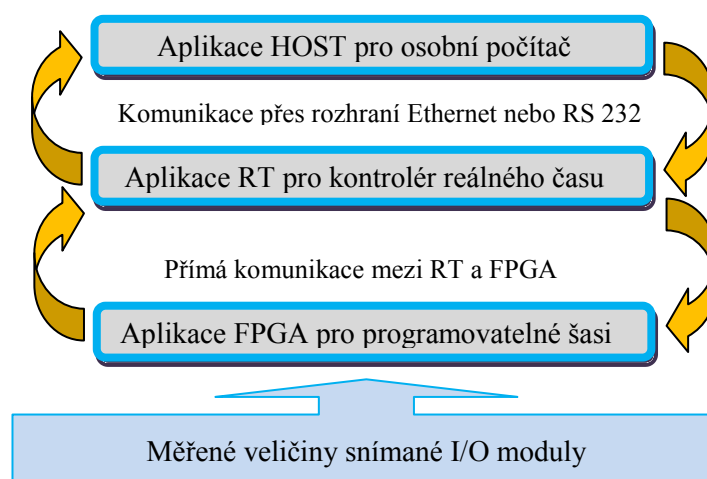 Aplikace HOST pro osobní počítač
Komunikace přes rozhraní Ethernet nebo RS 232
Aplikace RT pro kontrolér reálného času
Přímá komunikace mezi RT a FPGA
Aplikace FPGA pro programovatelné šasi
Měřené veličiny snímané I/O moduly